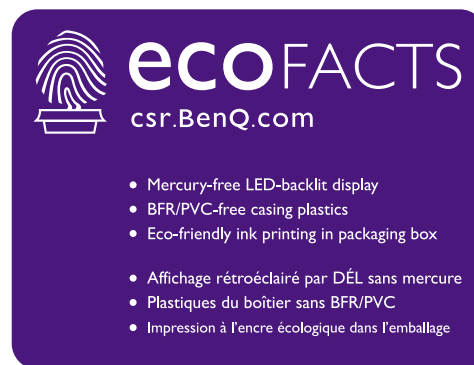 ecoFACTS
csr.BenQ.com
• Mercury-free LED-backlit display
• BFR/PVC-free casing plastics
• Eco-friendly ink printing in packaging box
• Affichage rétroéclairé par DÉL sans mercure
• Plastiques du boîtier sans BFR/PVC
• Impression à l'encre écologique dans l'emballage